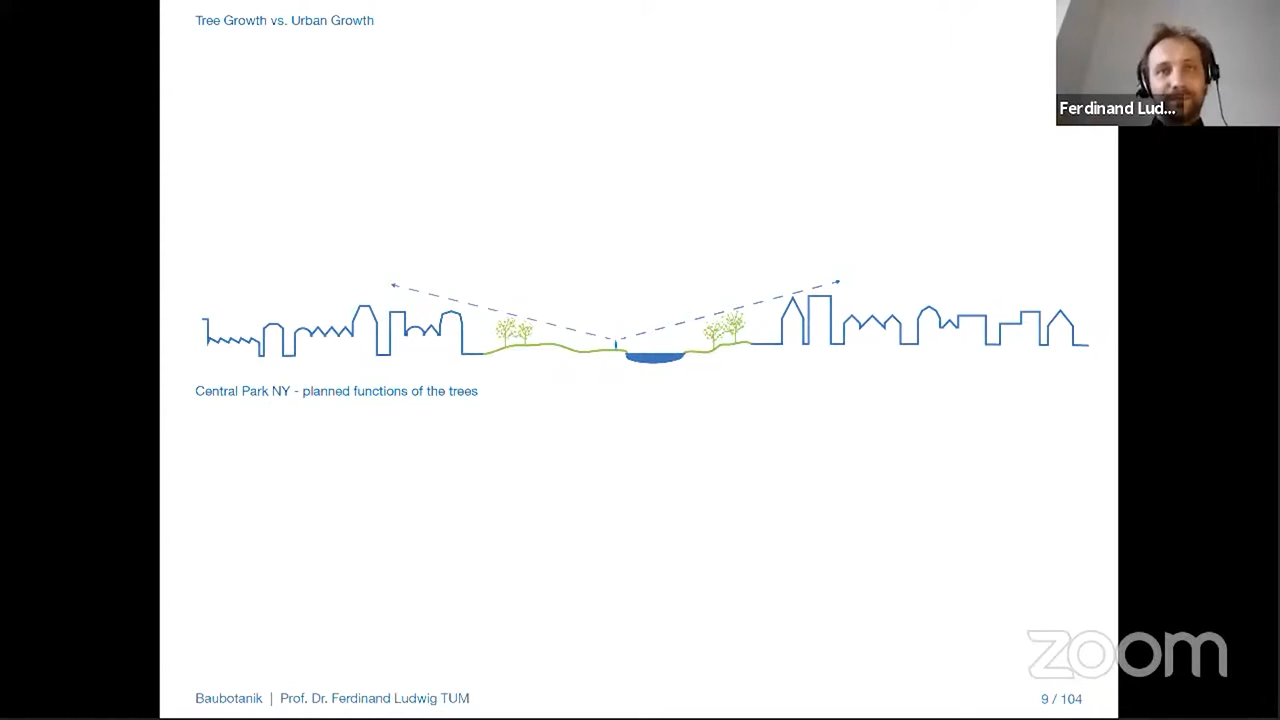 Tree Growth vs. Urban Growth
Ferdinand Lud...
Central Park NY - planned functions of the trees
zoom
Baubotanik | Prof. Dr. Ferdinand Ludwig TUM
9 / 104